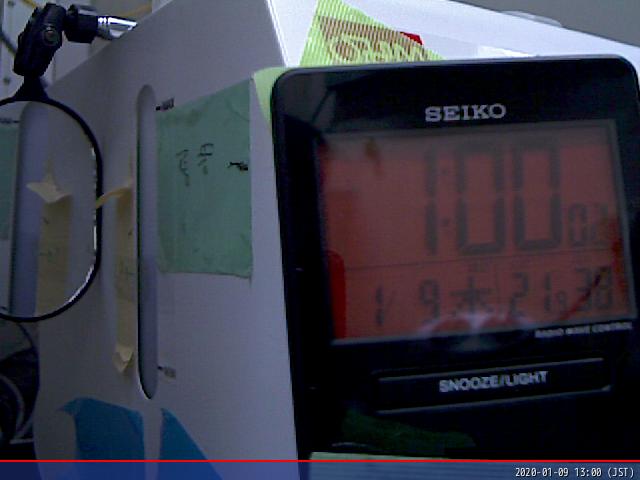 SEIKO
1:00 02
1 9 木 21.9 38
RADIO WAVE CONTROL
SNOOZE/LIGHT
2020-01-09 13:00 (JST)